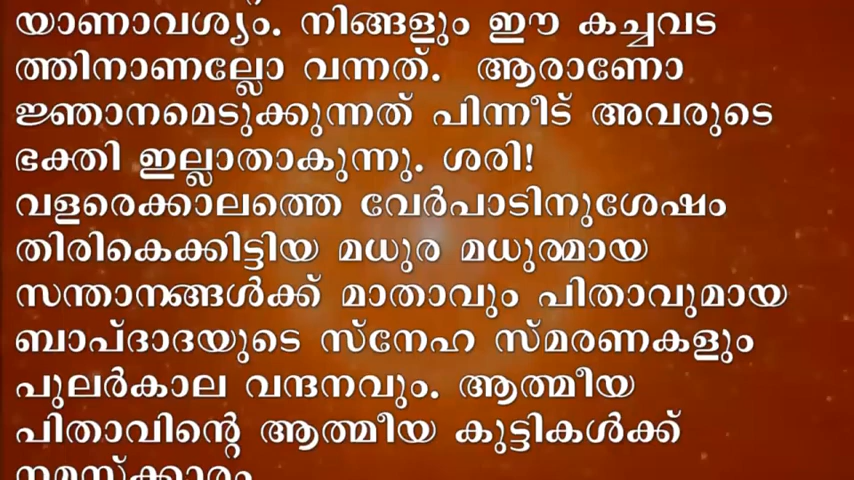 യാണാവശ്യം. നിങ്ങളും ഈ കച്ചവട
ത്തിനാണല്ലോ വന്നത്. ആരാണോ
ജ്ഞാനമെടുക്കുന്നത് പിന്നീട് അവരുടെ
ഭക്തി ഇല്ലാതാകുന്നു. ശരി!
വളരെക്കാലത്തെ വേർപാടിനുശേഷം
തിരികെക്കിട്ടിയ മധുര മധുരമായ
സന്താനങ്ങൾക്ക് മാതാവും പിതാവുമായ
ബാപ്ദാദയുടെ സ്നേഹ സ്മരണകളും
പുലർകാല വന്ദനവും. ആത്മീയ
പിതാവിന്റെ ആത്മീയ കുട്ടികൾക്ക്
നമസ്ക്കാരം